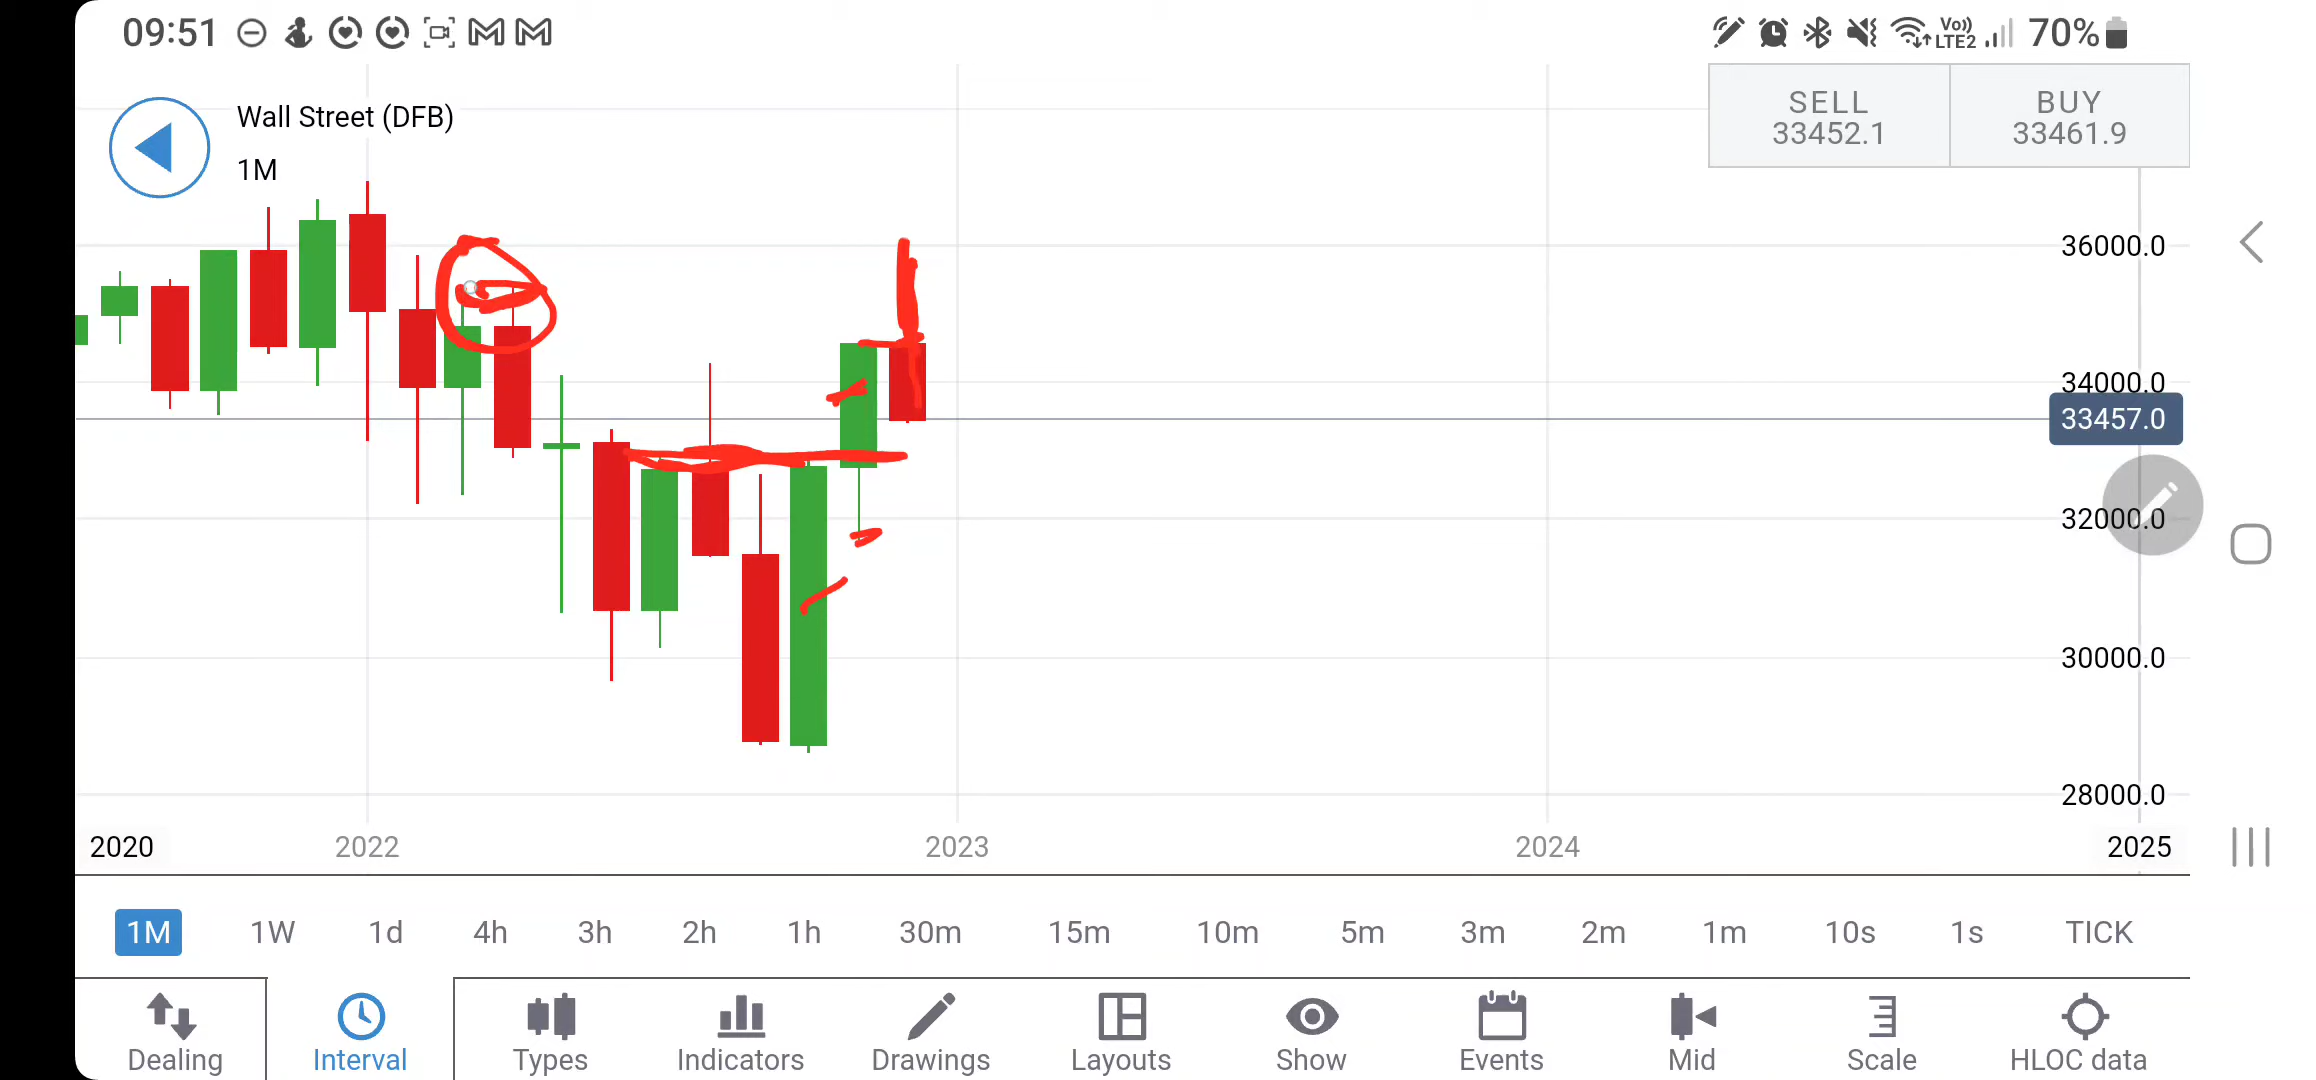 09:51
Vo))
LTE2
70%
Wall Street (DFB)
1M
SELL
33452.1
BUY
33461.9
36000.0
34000.0
33457.0
32000.0
30000.0
28000.0
2020 2022 2023 2024 2025
1M 1W 1d 4h 3h 2h 1h 30m 15m 10m 5m 3m 2m 1m 10s 1s TICK
Dealing Interval Types Indicators Drawings Layouts Show Events Mid Scale HLOC data